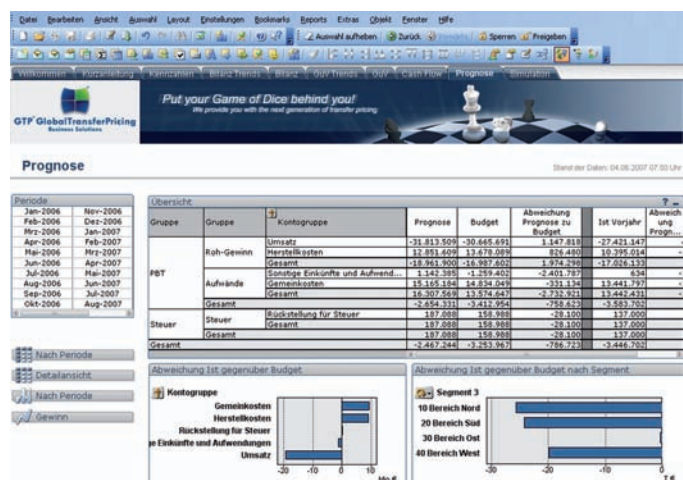 Datei Bearbeiten Ansicht Auswahl Layout Einstellungen Bookmarks Reports Extras Objekt Fenster Hilfe
Auswahl aufheben Zurück Sperren Freigeben
Willkommen Kurzanleitung Kennzahlen Bilanz Trends Bilanz GuV Trends GuV Cash Flow Prognose Simulation
GTP GlobalTransferPricing
Business Solutions
Put your Game of Dice behind you!
We provide you with the next generation of transfer pricing
Prognose
Stand der Daten: 04.06.2007 07:50 Uhr
Periode
Jan-2006 Nov-2006
Feb-2006 Dez-2006
Mrz-2006 Jan-2007
Apr-2006 Feb-2007
Mai-2006 Mrz-2007
Jun-2006 Apr-2007
Jul-2006 Mai-2007
Aug-2006 Jun-2007
Sep-2006 Jul-2007
Okt-2006 Aug-2007
Nach Periode
Detailansicht
Nach Periode
Gewinn
Übersicht
Gruppe Gruppe Kontogruppe Prognose Budget Abweichung Prognose zu Budget Ist Vorjahr Abweich ung Progn...
Umsatz -31.813.509 -30.665.691 1.147.818 -27.421.147
Roh-Gewinn Herstellkosten 12.851.609 13.678.089 826.480 10.395.014
Gesamt -18.961.900 -16.987.602 1.974.298 -17.026.133
PBT Sonstige Einkünfte und Aufwend... 1.142.385 -1.259.402 -2.401.787 634
Aufwände Gemeinkosten 15.165.184 14.834.049 -331.134 13.441.797
Gesamt 16.307.569 13.574.647 -2.732.921 13.442.431
Gesamt -2.654.331 -3.412.954 -758.623 -3.583.702
Steuer Steuer Rückstellung für Steuer 187.088 158.988 -28.100 137.000
Gesamt 187.088 158.988 -28.100 137.000
Gesamt 187.088 158.988 -28.100 137.000
Gesamt -2.467.244 -3.253.967 -786.723 -3.446.702
Abweichung Ist gegenüber Budget
Kontogruppe
Gemeinkosten
Herstellkosten
Rückstellung für Steuer
ge Einkünfte und Aufwendungen
Umsatz
-20 -10 0 10
Abweichung Ist gegenüber Budget nach Segment
Segment 3
10 Bereich Nord
20 Bereich Süd
30 Bereich Ost
40 Bereich West
-30 -20 -10 0